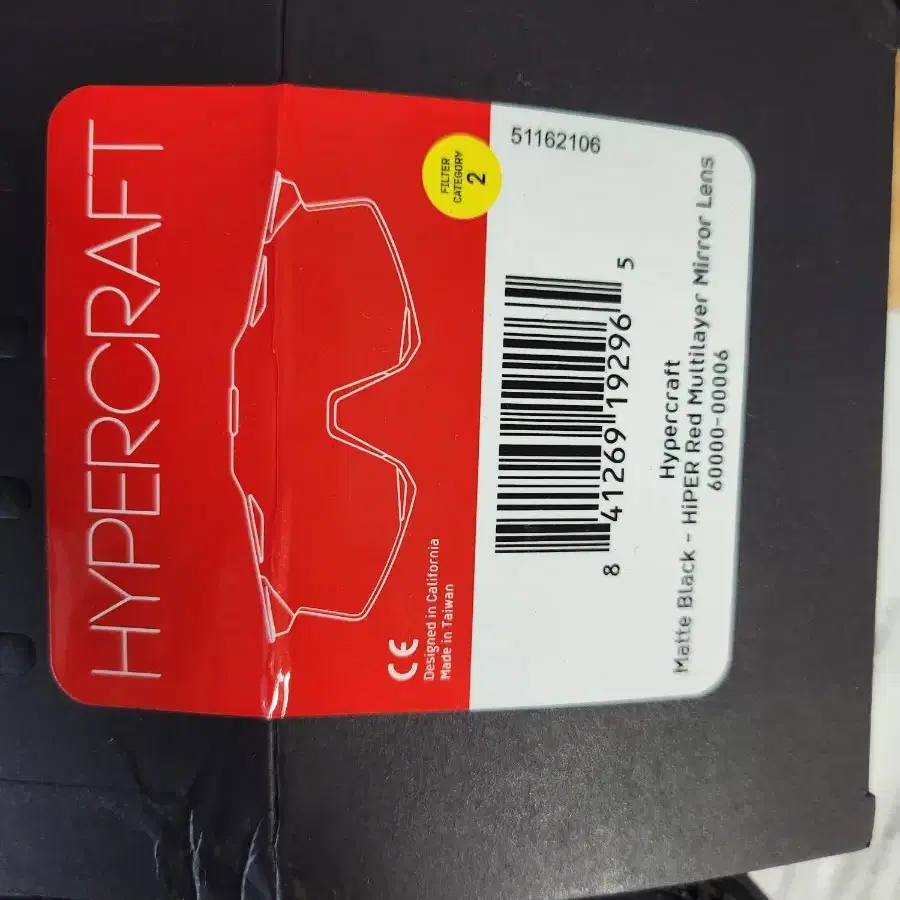 HYPERCRAFT
FILTER
CATEGORY
2
CE
Designed in California
Made in Taiwan
51162106
8 41269 19296 5
Hypercraft
Matte Black - HiPER Red Multilayer Mirror Lens
60000-00006